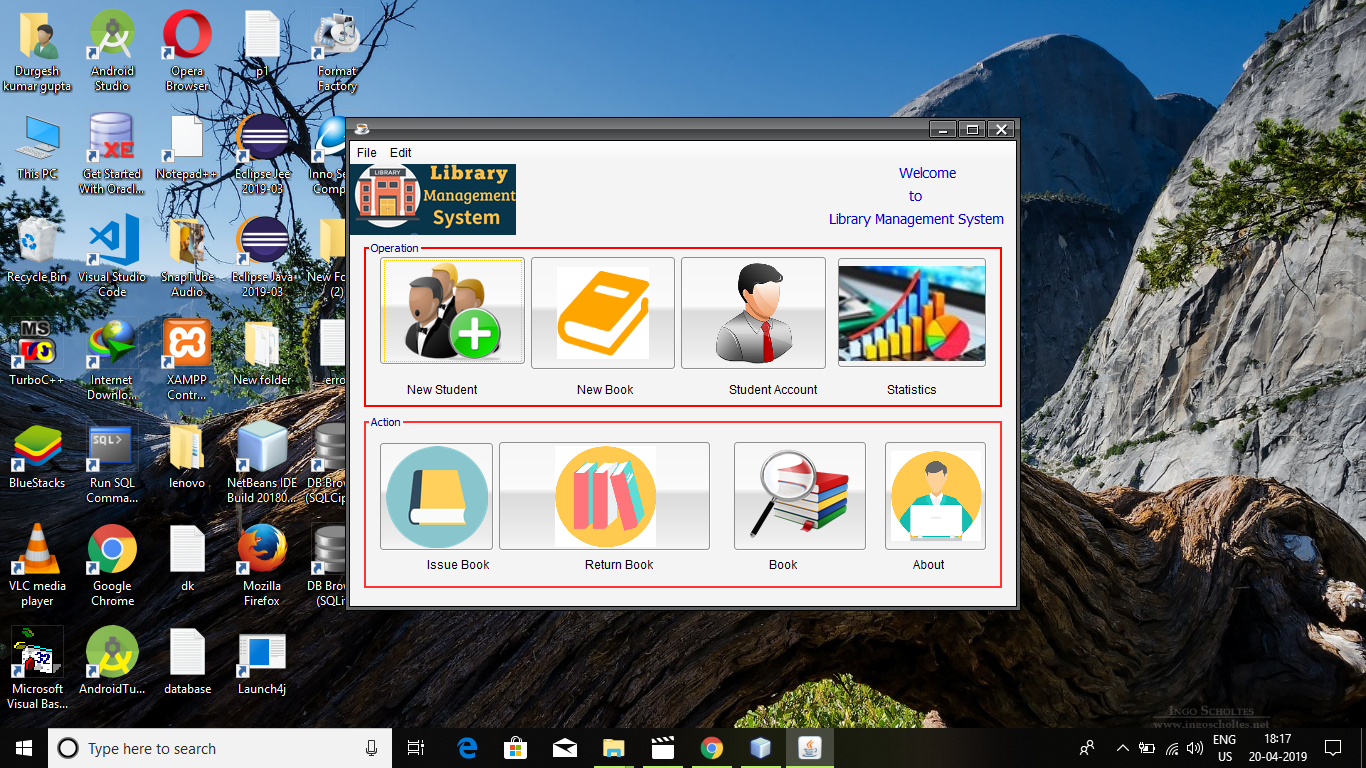 Durgesh
kumar gupta
Android
Studio
Opera
Browser
p1
Format
Factory
This PC
Get Started
With Oracl...
Notepad++
Eclipse Jee
2019-03
Inno Se
Comp
XE
Recycle Bin
Visual Studio
Code
SnapTube
Audio
Eclipse Java
2019-03
New Fo
(2)
MS
TurboC++
Internet
Downlo...
XAMPP
Contr...
New folder
erro
SQL>
BlueStacks
Run SQL
Comma...
lenovo
NetBeans IDE
Build 20180...
DB Brow
(SQLCip
VLC media
player
Google
Chrome
dk
Mozilla
Firefox
DB Brow
(SQLi
32
Microsoft
Visual Bas...
AndroidTu...
database
Launch4j
File Edit
LIBRARY
Library
Management
System
Welcome
to
Library Management System
Operation
New Student
New Book
Student Account
Statistics
Action
Issue Book
Return Book
Book
About
INGO SCHOLTES
www.ingoscholtes.net
Type here to search
ENG
US
18:17
20-04-2019